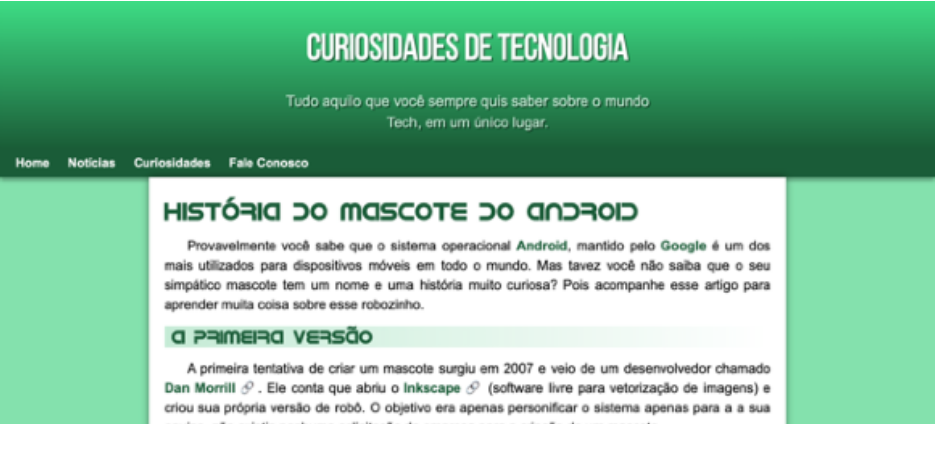 CURIOSIDADES DE TECNOLOGIA
Tudo aquilo que você sempre quis saber sobre o mundo
Tech, em um único lugar.
Home Notícias Curiosidades Fale Conosco
HISTÓRIA DO MASCOTE DO ANDROID
Provavelmente você sabe que o sistema operacional Android, mantido pelo Google é um dos
mais utilizados para dispositivos móveis em todo o mundo. Mas tavez você não saiba que o seu
simpático mascote tem um nome e uma história muito curiosa? Pois acompanhe esse artigo para
aprender muita coisa sobre esse robozinho.
A PRIMEIRA VERSÃO
A primeira tentativa de criar um mascote surgiu em 2007 e veio de um desenvolvedor chamado
Dan Morrill . Ele conta que abriu o Inkscape (software livre para vetorização de imagens) e
criou sua própria versão de robô. O objetivo era apenas personificar o sistema apenas para a a sua